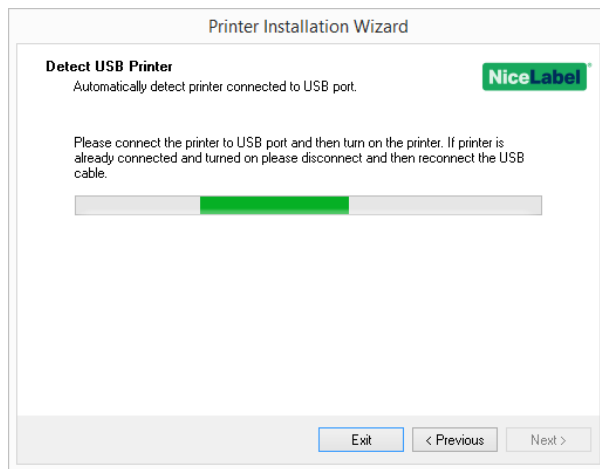 Printer Installation Wizard
Detect USB Printer
Automatically detect printer connected to USB port.
NiceLabel
Please connect the printer to USB port and then turn on the printer. If printer is
already connected and turned on please disconnect and then reconnect the USB
cable.
Exit
< Previous
Next >